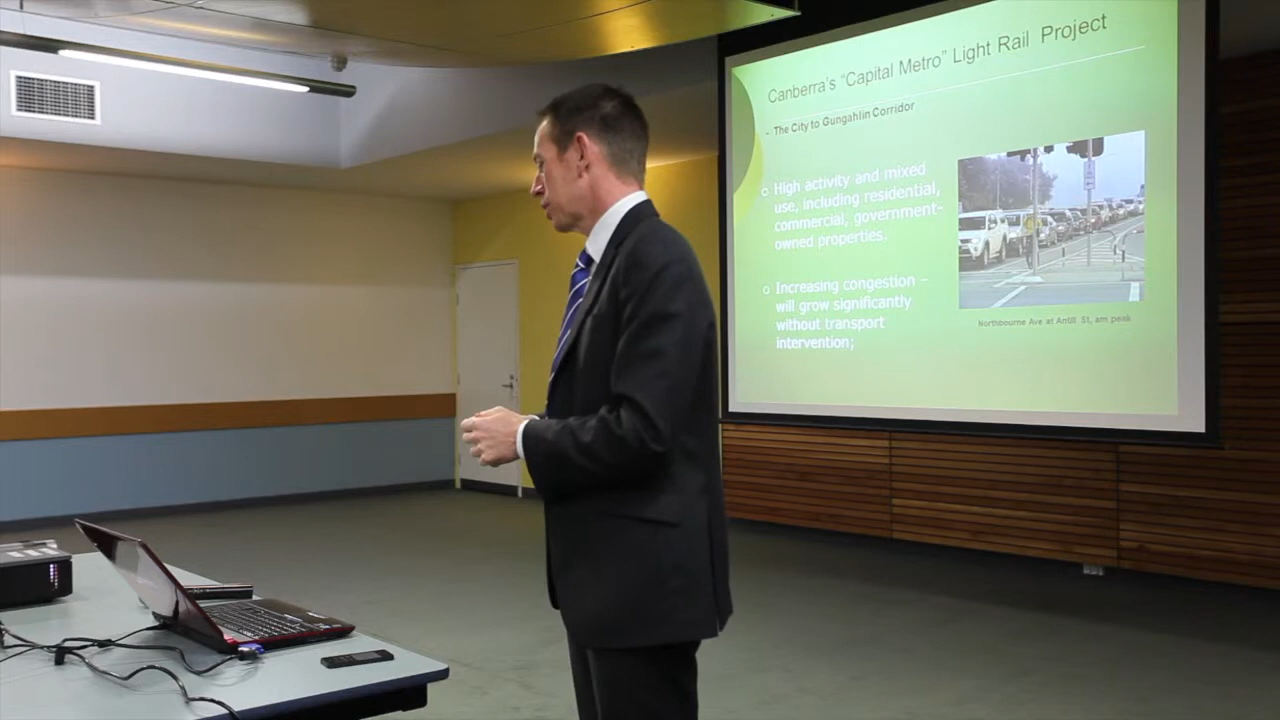 Canberra's "Capital Metro" Light Rail Project
- The City to Gungahlin Corridor
High activity and mixed
use, including residential,
commercial, government-
owned properties.
Increasing congestion –
will grow significantly
without transport
intervention;
Northbourne Ave at Antill St, am peak